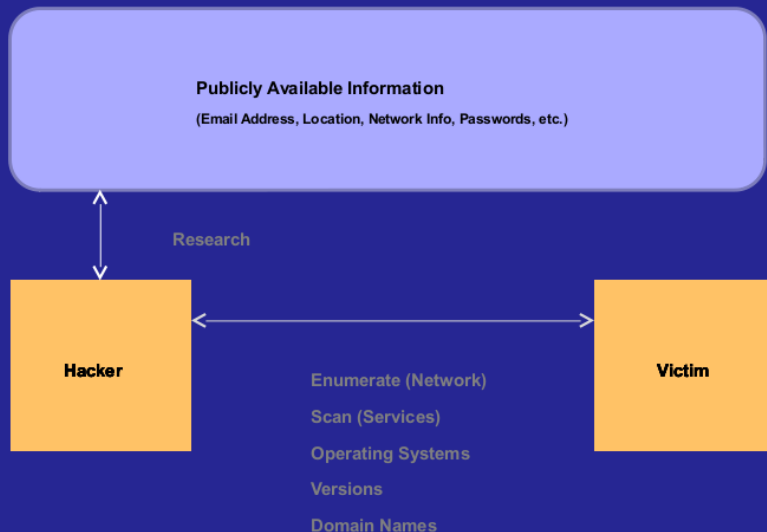 Publicly Available Information
(Email Address, Location, Network Info, Passwords, etc.)
Research
Hacker
Victim
Enumerate (Network)
Scan (Services)
Operating Systems
Versions
Domain Names